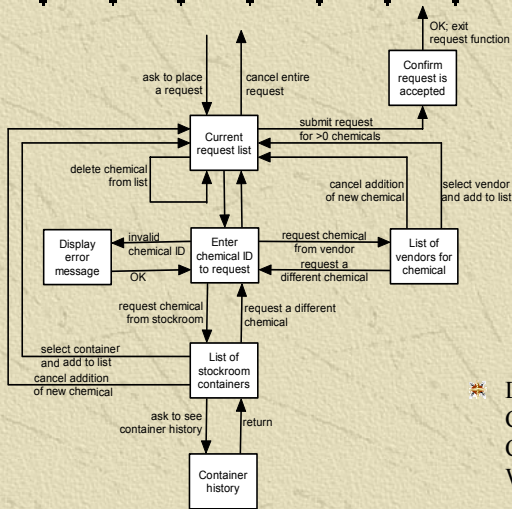 OK; exit
request function
Confirm
request is
accepted
ask to place
a request
cancel entire
request
Current
request list
submit request
for >0 chemicals
delete chemical
from list
cancel addition
of new chemical
select vendor
and add to list
Display
error
message
invalid
chemical ID
OK
Enter
chemical ID
to request
request chemical
from vendor
request a
different chemical
List of
vendors for
chemical
request chemical
from stockroom
request a different
chemical
select container
and add to list
cancel addition
of new chemical
List of
stockroom
containers
ask to see
container history
return
Container
history